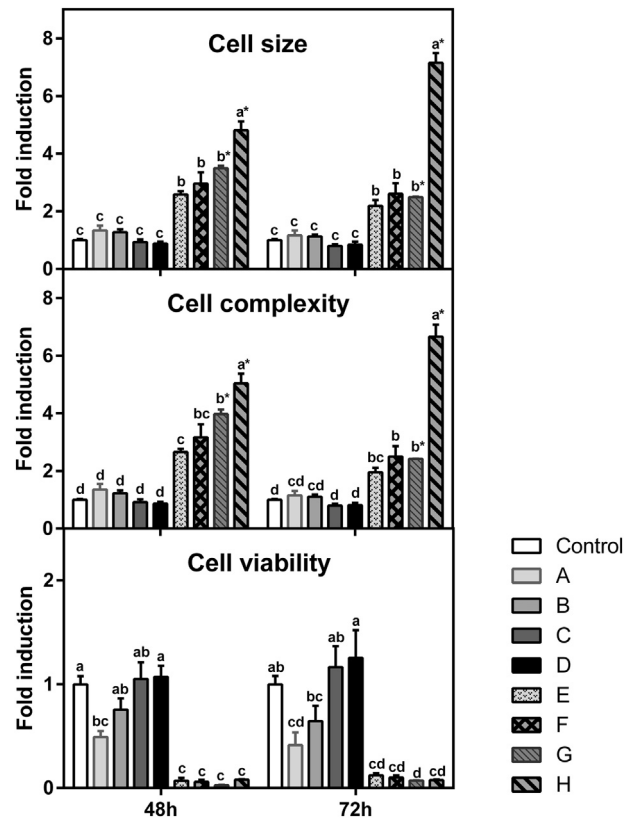 Cell size
Fold induction
8
6
4
2
0
c c c c c b b b* a* c c c c c b b b* a*
Cell complexity
Fold induction
8
6
4
2
0
d d d d d c bc b* a* d cd cd d d bc b b* a*
Cell viability
Fold induction
2
1
0
a bc ab ab a c c c c ab cd bc ab a cd cd d cd
48h 72h
Control
A
B
C
D
E
F
G
H